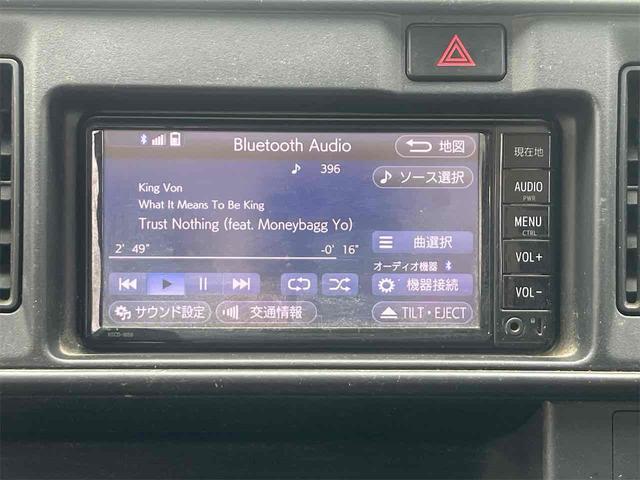 Bluetooth Audio
地図
396
ソース選択
King Von
What It Means To Be King
Trust Nothing (feat. Moneybagg Yo)
曲選択
2' 49"
-0' 16"
オーディオ機器
機器接続
サウンド設定
交通情報
TILT・EJECT
現在地
AUDIO
PWR
MENU
CTRL
VOL+
VOL-